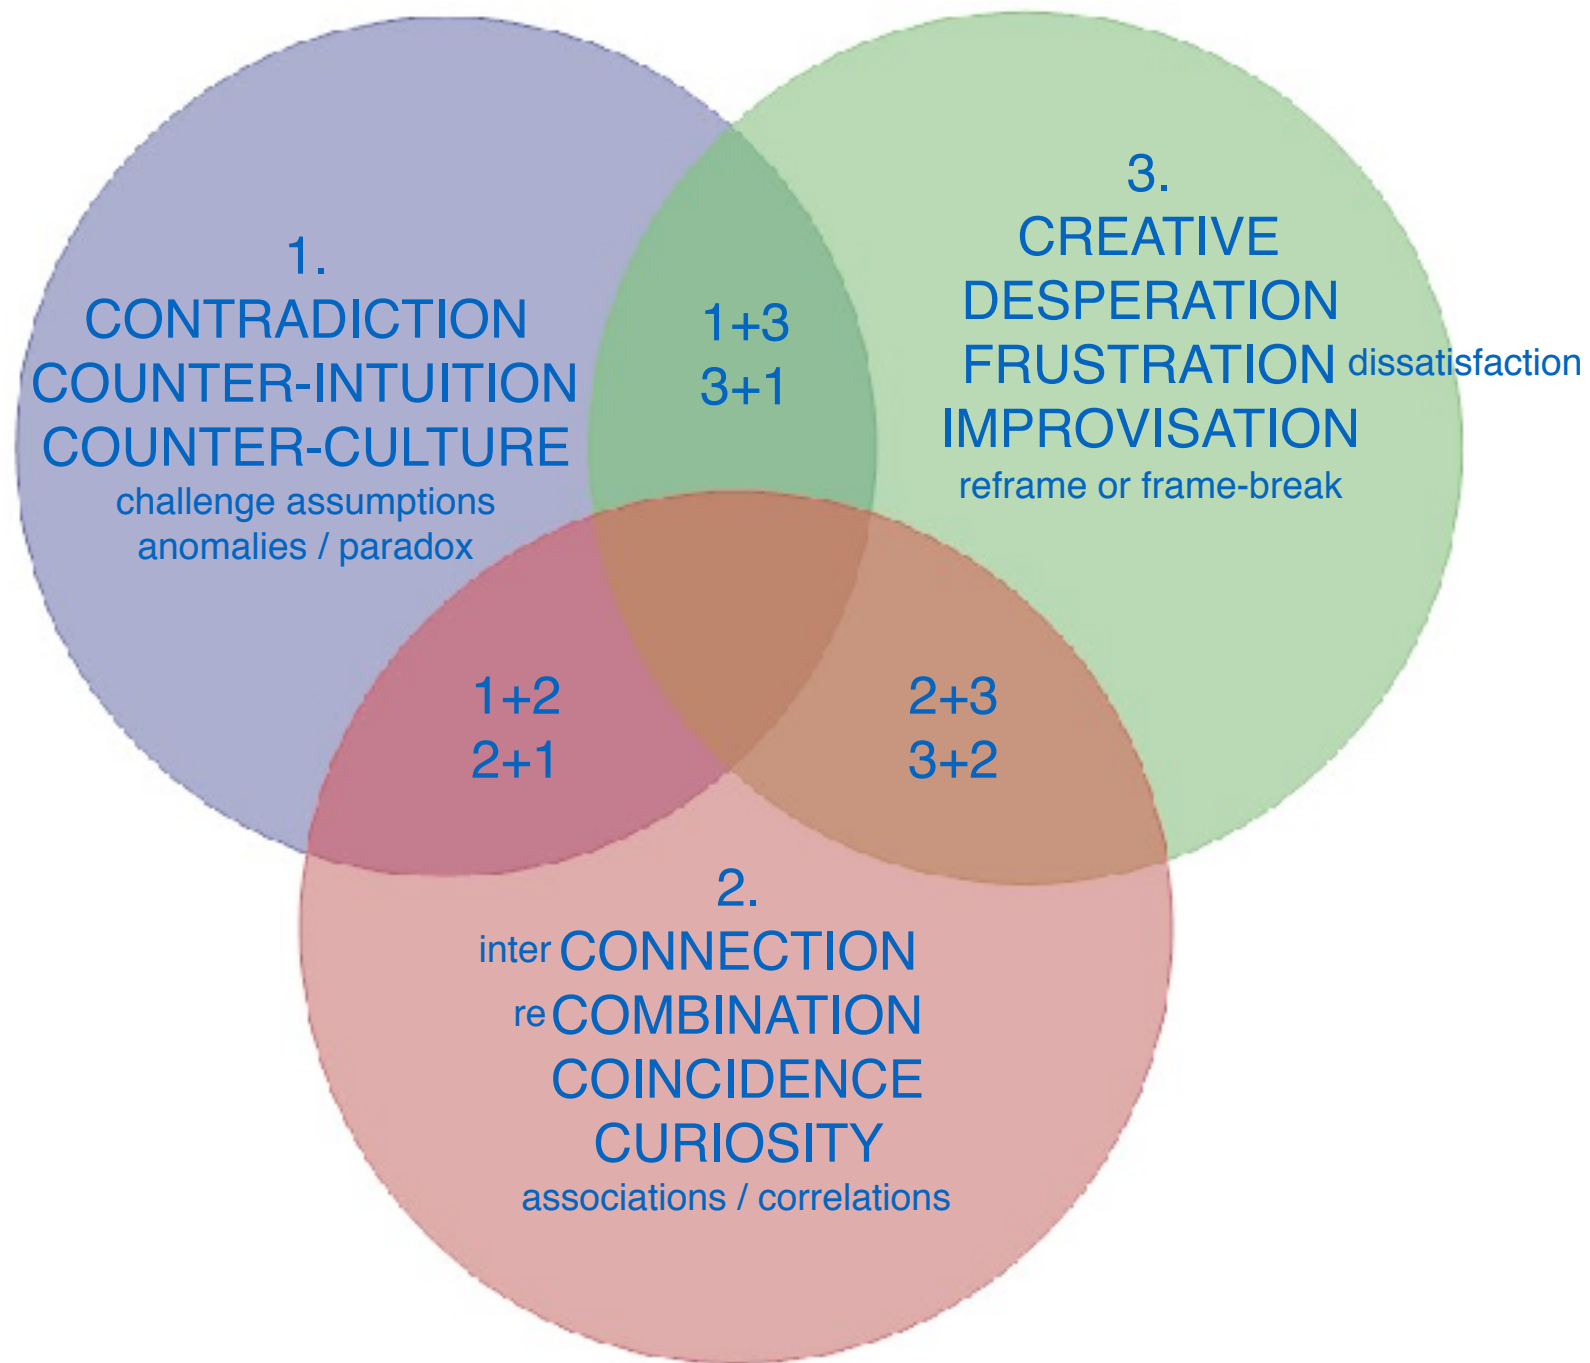 1.
CONTRADICTION
COUNTER-INTUITION
COUNTER-CULTURE
challenge assumptions
anomalies / paradox
1+3
3+1
3.
CREATIVE
DESPERATION
FRUSTRATION dissatisfaction
IMPROVISATION
reframe or frame-break
1+2
2+1
2+3
3+2
2.
inter CONNECTION
re COMBINATION
COINCIDENCE
CURIOSITY
associations / correlations